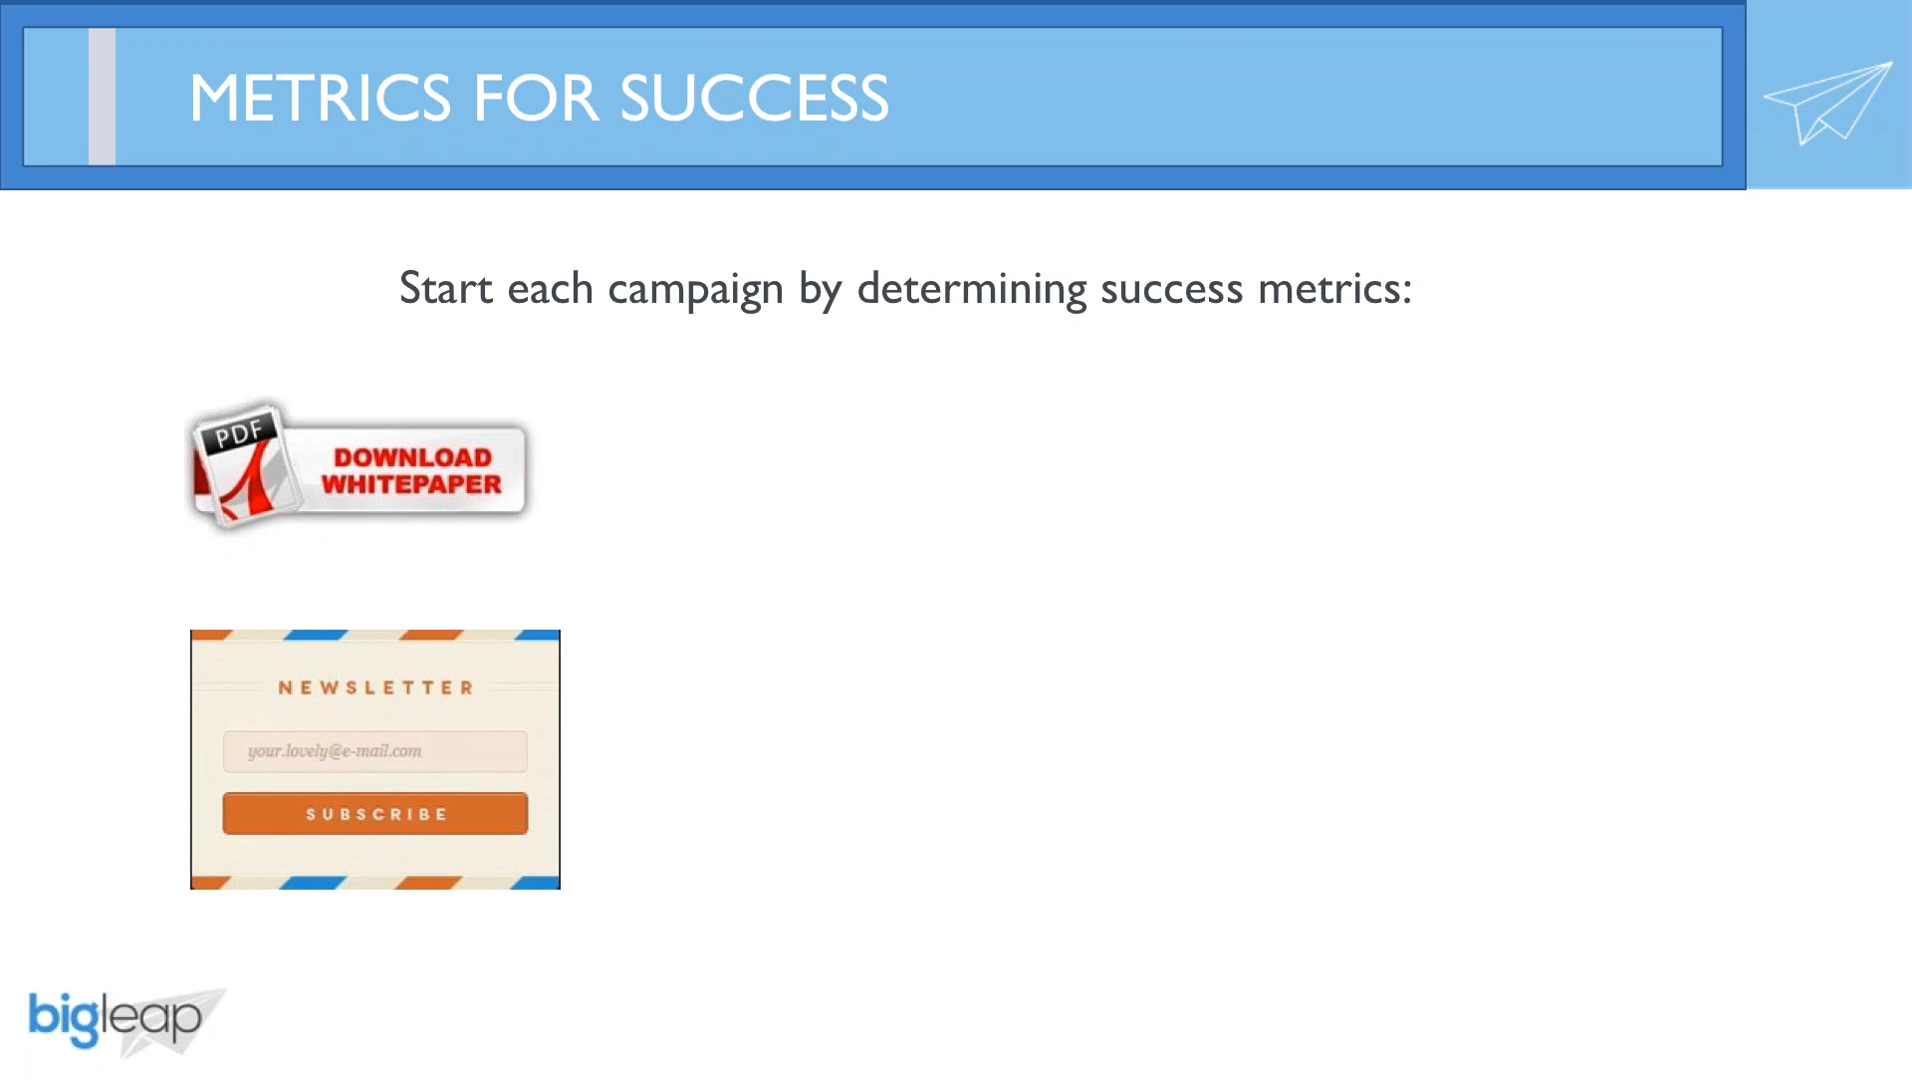 METRICS FOR SUCCESS
Start each campaign by determining success metrics:
PDF
DOWNLOAD
WHITEPAPER
NEWSLETTER
your.lovely@e-mail.com
SUBSCRIBE
bigleap